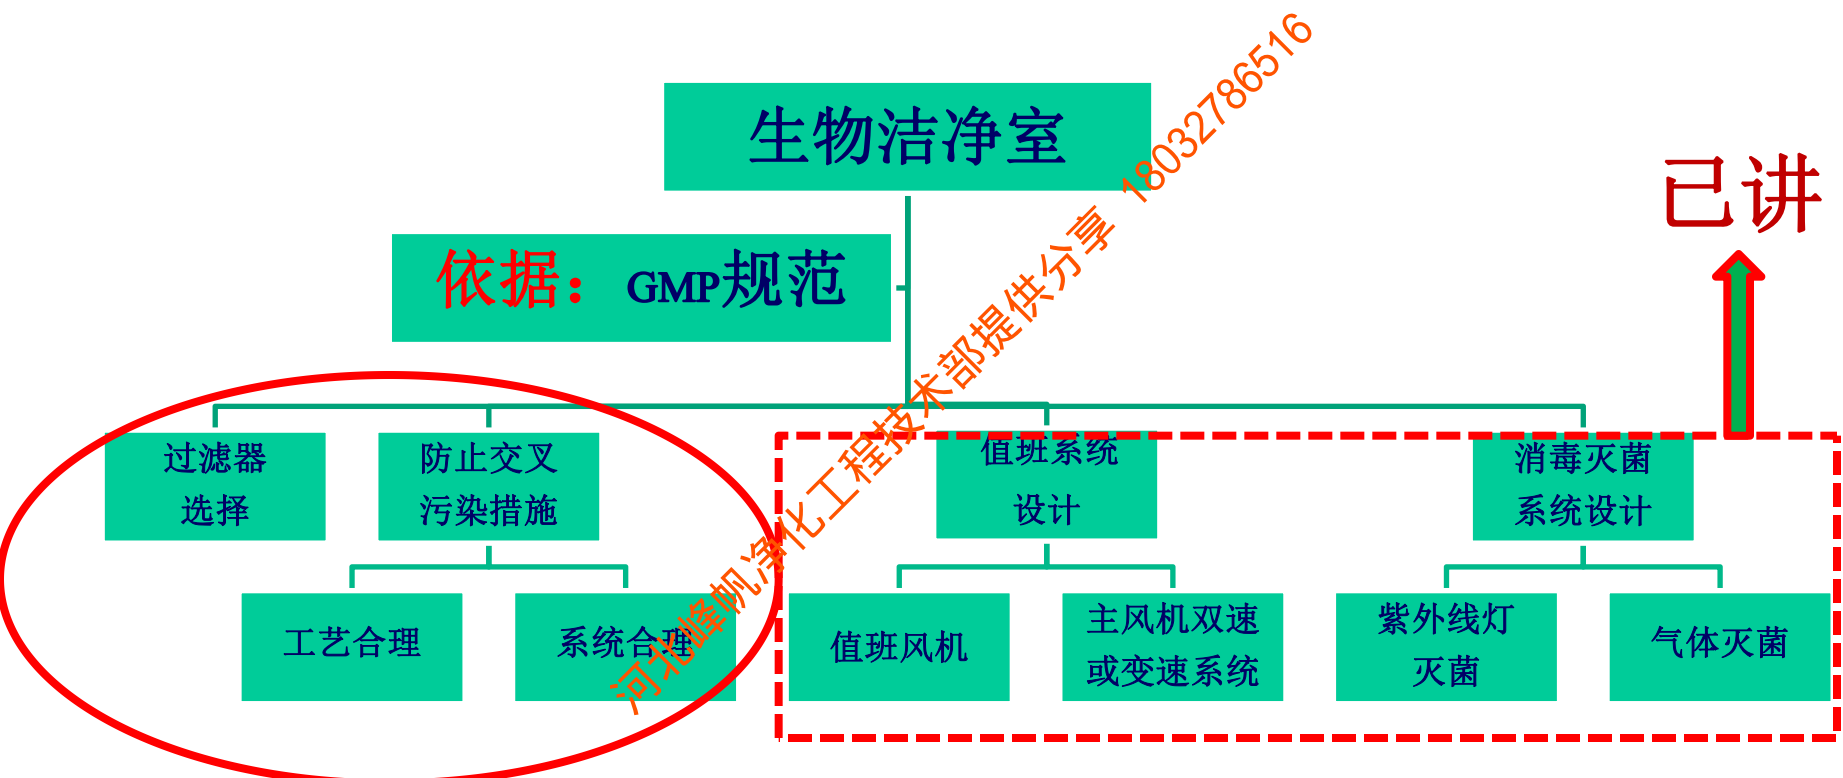 生物洁净室
已讲
依据：GMP规范
过滤器
选择
防止交叉
污染措施
值班系统
设计
消毒灭菌
系统设计
工艺合理
系统合理
值班风机
主风机双速
或变速系统
紫外线灯
灭菌
气体灭菌
河北峰帆净化工程技术部提供分享 18032786516